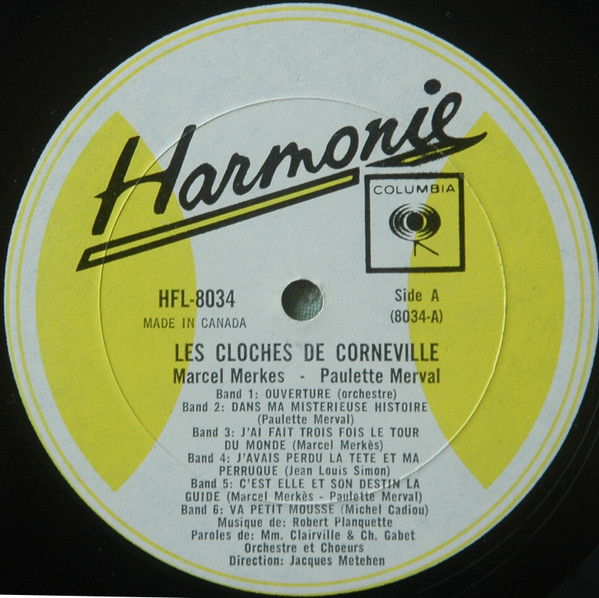 Harmonie
COLUMBIA
HFL-8034
Side A
MADE IN CANADA
(8034-A)
LES CLOCHES DE CORNEVILLE
Marcel Merkes - Paulette Merval
Band 1: OUVERTURE (orchestre)
Band 2: DANS MA MISTERIEUSE HISTOIRE
(Paulette Merval)
Band 3: J'AI FAIT TROIS FOIS LE TOUR
DU MONDE (Marcel Merkès)
Band 4: J'AVAIS PERDU LA TETE ET MA
PERRUQUE (Jean Louis Simon)
Band 5: C'EST ELLE ET SON DESTIN LA
GUIDE (Marcel Merkès - Paulette Merval)
Band 6: VA PETIT MOUSSE (Michel Cadiou)
Musique de: Robert Planquette
Paroles de: Mm. Clairville & Ch. Gabet
Orchestre et Choeurs
Direction: Jacques Metehen